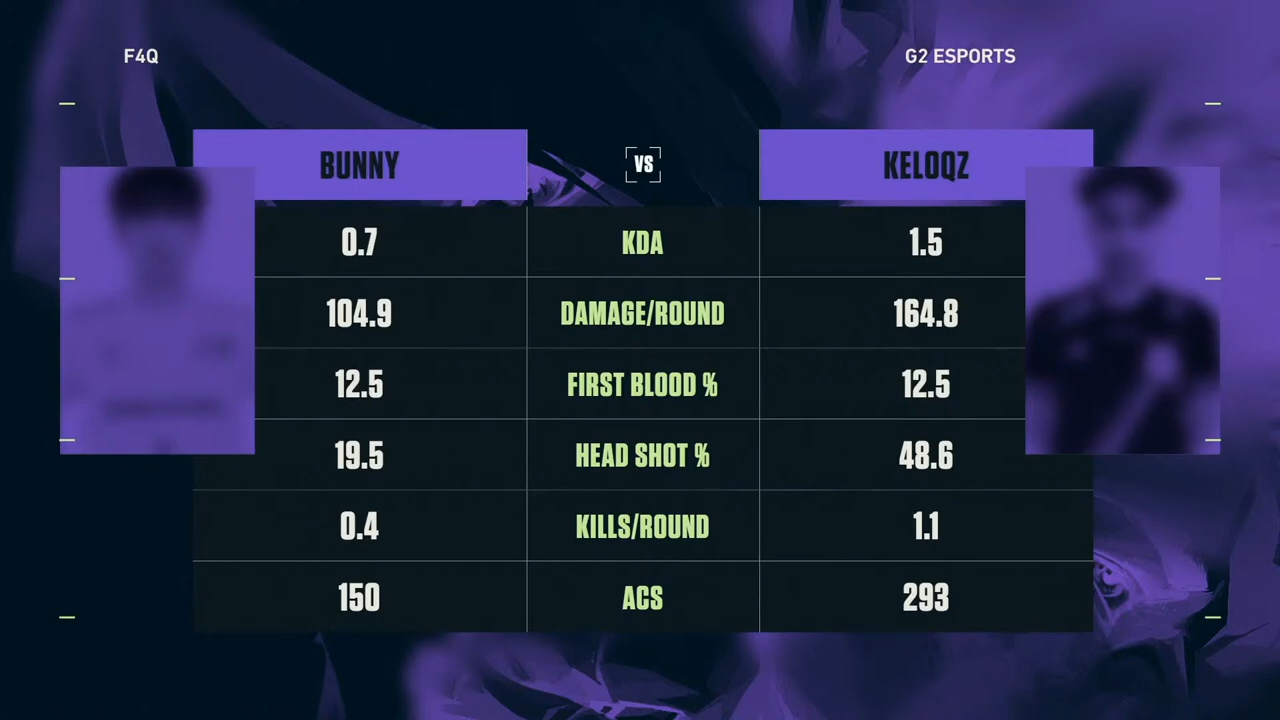 F4Q
G2 ESPORTS
BUNNY VS KELOQZ
0.7 KDA 1.5
104.9 DAMAGE/ROUND 164.8
12.5 FIRST BLOOD % 12.5
19.5 HEAD SHOT % 48.6
0.4 KILLS/ROUND 1.1
150 ACS 293